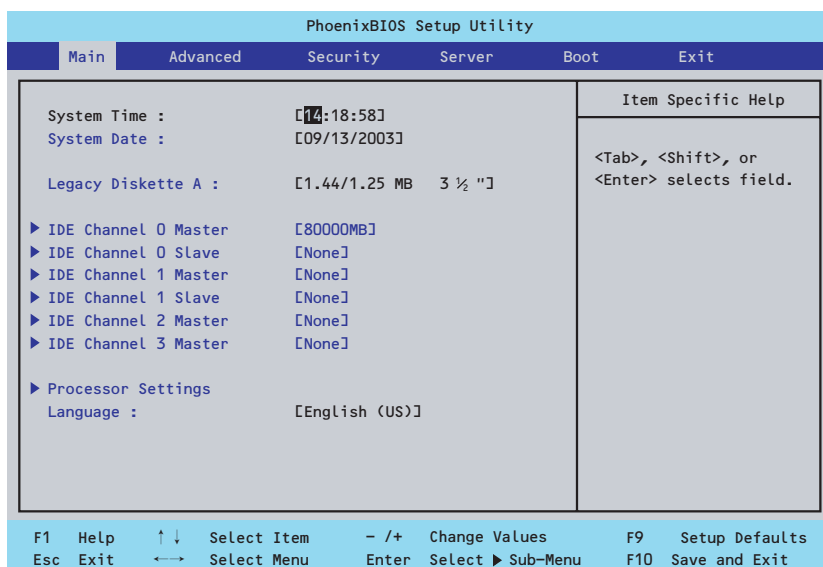 PhoenixBIOS Setup Utility
Main Advanced Security Server Boot Exit
System Time : [14:18:58]
System Date : [09/13/2003]
Legacy Diskette A : [1.44/1.25 MB 3 ½ "]
▶ IDE Channel 0 Master [80000MB]
▶ IDE Channel 0 Slave [None]
▶ IDE Channel 1 Master [None]
▶ IDE Channel 1 Slave [None]
▶ IDE Channel 2 Master [None]
▶ IDE Channel 3 Master [None]
▶ Processor Settings
Language : [English (US)]
Item Specific Help
<Tab>, <Shift>, or
<Enter> selects field.
F1 Help ↑↓ Select Item - /+ Change Values F9 Setup Defaults
Esc Exit ←→ Select Menu Enter Select ▶ Sub-Menu F10 Save and Exit